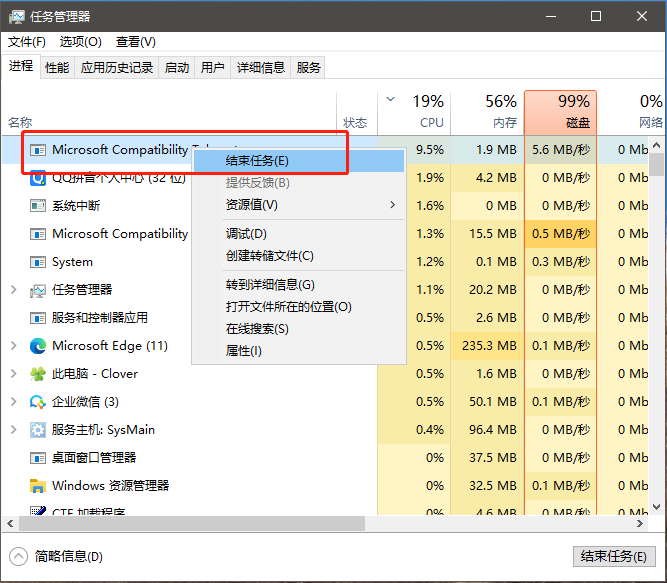 任务管理器
文件(F) 选项(O) 查看(V)
进程 性能 应用历史记录 启动 用户 详细信息 服务
19% 56% 99% 0%
名称 状态 CPU 内存 磁盘 网络
Microsoft Compatibility 9.5% 1.9 MB 5.6 MB/秒 0 Mb
结束任务(E)
QQ拼音个人中心 (32 位) 1.9% 4.2 MB 0 MB/秒 0 Mb
提供反馈(B)
系统中断 1.6% 0 MB 0 MB/秒 0 Mb
资源值(V)
Microsoft Compatibility 1.3% 15.5 MB 0.5 MB/秒 0 Mb
调试(D)
创建转储文件(C)
System 1.2% 0.1 MB 0.3 MB/秒 0 Mb
转到详细信息(G)
任务管理器 1.1% 20.2 MB 0 MB/秒 0 Mb
打开文件所在的位置(O)
服务和控制器应用 0.5% 2.6 MB 0 MB/秒 0 Mb
在线搜索(S)
Microsoft Edge (11) 0.5% 235.3 MB 0.1 MB/秒 0 Mb
属性(I)
此电脑 - Clover 0.5% 1.6 MB 0 MB/秒 0 Mb
企业微信 (3) 0.5% 50.1 MB 0.1 MB/秒 0 Mb
服务主机: SysMain 0.4% 96.4 MB 0 MB/秒 0 Mb
桌面窗口管理器 0% 37.5 MB 0 MB/秒 0 Mb
Windows 资源管理器 0% 32.5 MB 0.1 MB/秒 0 Mb
CTF 加载程序 0% 4.6 MB 0 MB/秒 0 Mb
简略信息(D) 结束任务(E)